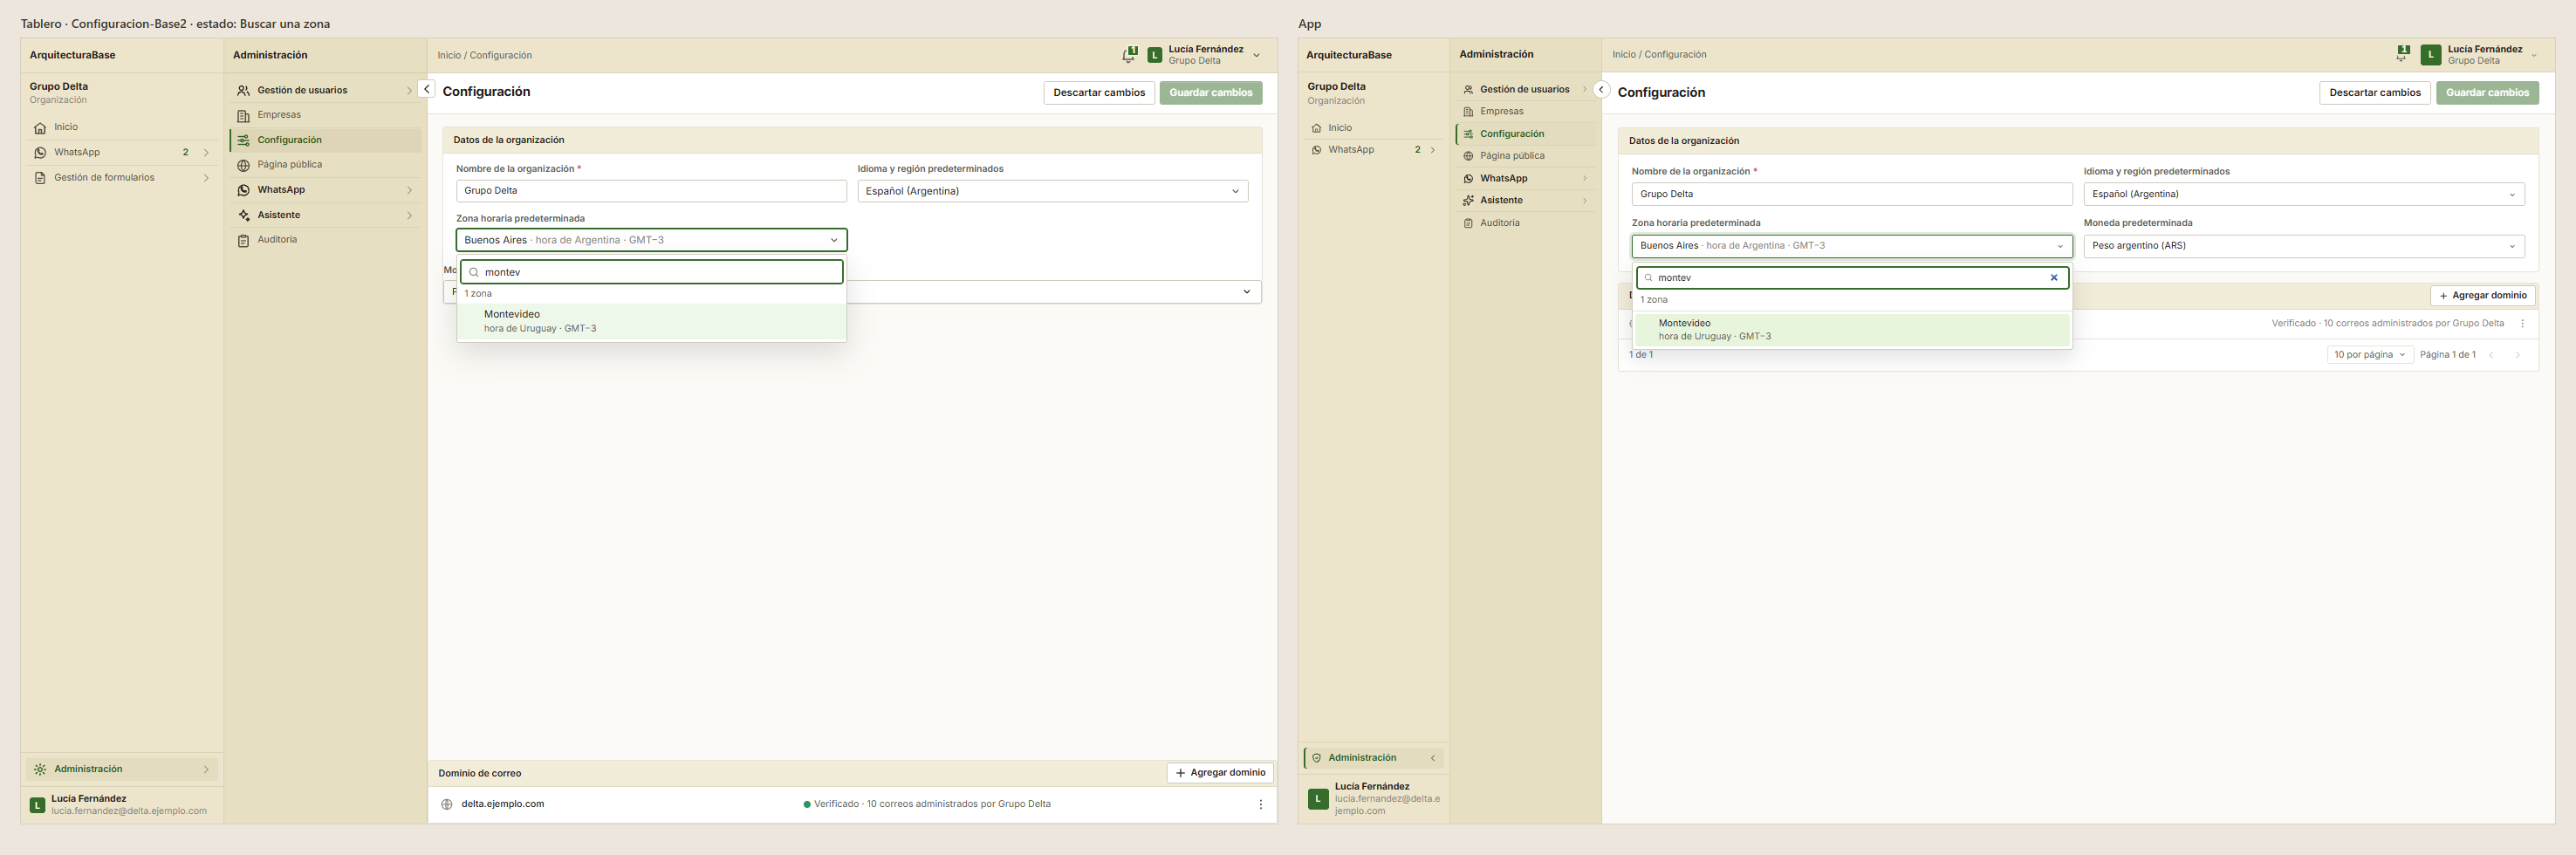 Tablero · Configuracion-Base2 · estado: Buscar una zona
ArquitecturaBase
Grupo Delta
Organización
Inicio
WhatsApp 2
Gestión de formularios
Administración
Lucía Fernández
lucia.fernandez@delta.ejemplo.com
Administración
Gestión de usuarios
Empresas
Configuración
Página pública
WhatsApp
Asistente
Auditoría
Inicio / Configuración
1
L
Lucía Fernández
Grupo Delta
Configuración
Descartar cambios
Guardar cambios
Datos de la organización
Nombre de la organización *
Grupo Delta
Idioma y región predeterminados
Español (Argentina)
Zona horaria predeterminada
Buenos Aires · hora de Argentina · GMT−3
montev
1 zona
Montevideo
hora de Uruguay · GMT−3
Dominio de correo
Agregar dominio
delta.ejemplo.com
Verificado · 10 correos administrados por Grupo Delta
L
App
ArquitecturaBase
Grupo Delta
Organización
Inicio
WhatsApp 2
Administración
L
Lucía Fernández
lucia.fernandez@delta.e
jemplo.com
Administración
Gestión de usuarios
Empresas
Configuración
Página pública
WhatsApp
Asistente
Auditoría
Inicio / Configuración
1
L
Lucía Fernández
Grupo Delta
Configuración
Descartar cambios
Guardar cambios
Datos de la organización
Nombre de la organización *
Grupo Delta
Idioma y región predeterminados
Español (Argentina)
Zona horaria predeterminada
Buenos Aires · hora de Argentina · GMT−3
Moneda predeterminada
Peso argentino (ARS)
montev
1 zona
Montevideo
hora de Uruguay · GMT−3
Agregar dominio
Verificado · 10 correos administrados por Grupo Delta
1 de 1
10 por página
Página 1 de 1